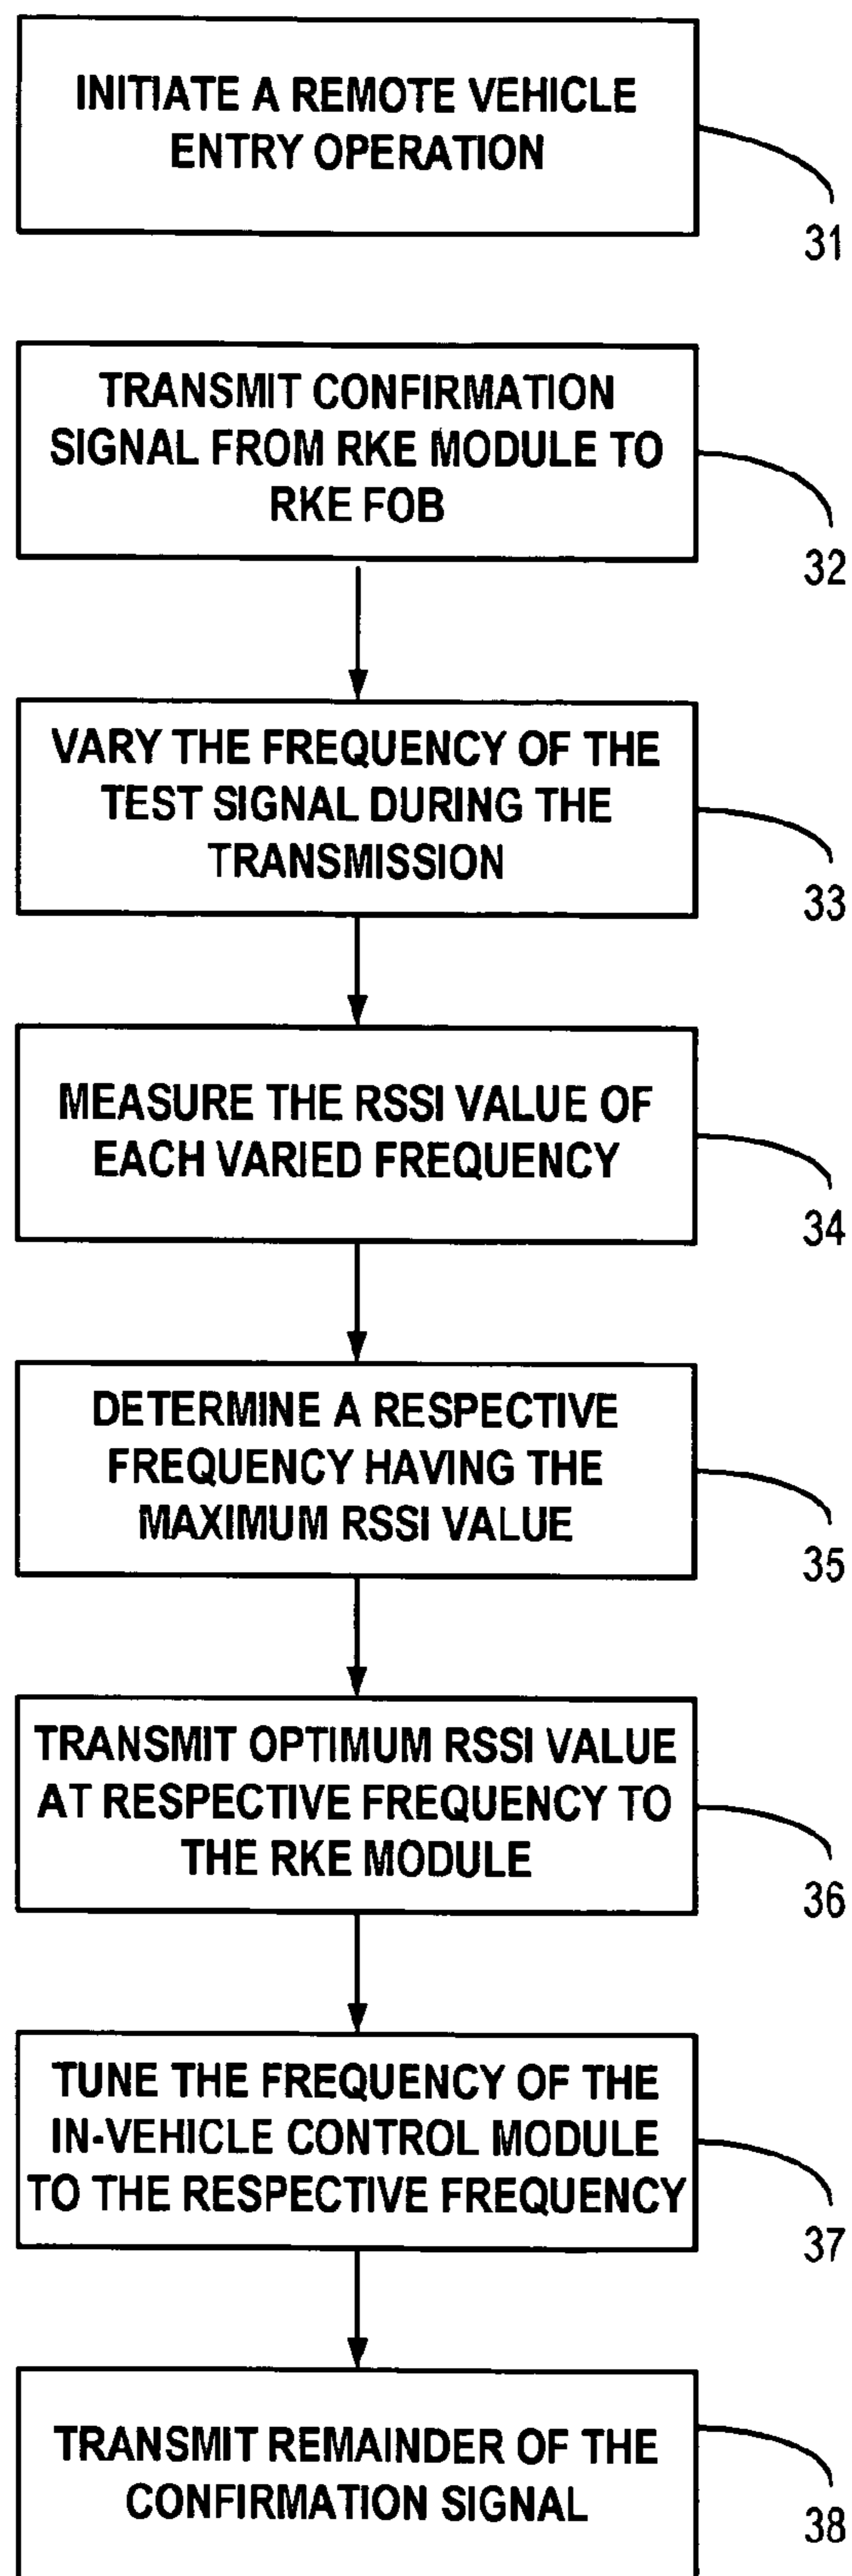 INITIATE A REMOTE VEHICLE
ENTRY OPERATION
31
TRANSMIT CONFIRMATION
SIGNAL FROM RKE MODULE TO
RKE FOB
32
VARY THE FREQUENCY OF THE
TEST SIGNAL DURING THE
TRANSMISSION
33
MEASURE THE RSSI VALUE OF
EACH VARIED FREQUENCY
34
DETERMINE A RESPECTIVE
FREQUENCY HAVING THE
MAXIMUM RSSI VALUE
35
TRANSMIT OPTIMUM RSSI VALUE
AT RESPECTIVE FREQUENCY TO
THE RKE MODULE
36
TUNE THE FREQUENCY OF THE
IN-VEHICLE CONTROL MODULE
TO THE RESPECTIVE FREQUENCY
37
TRANSMIT REMAINDER OF THE
CONFIRMATION SIGNAL
38